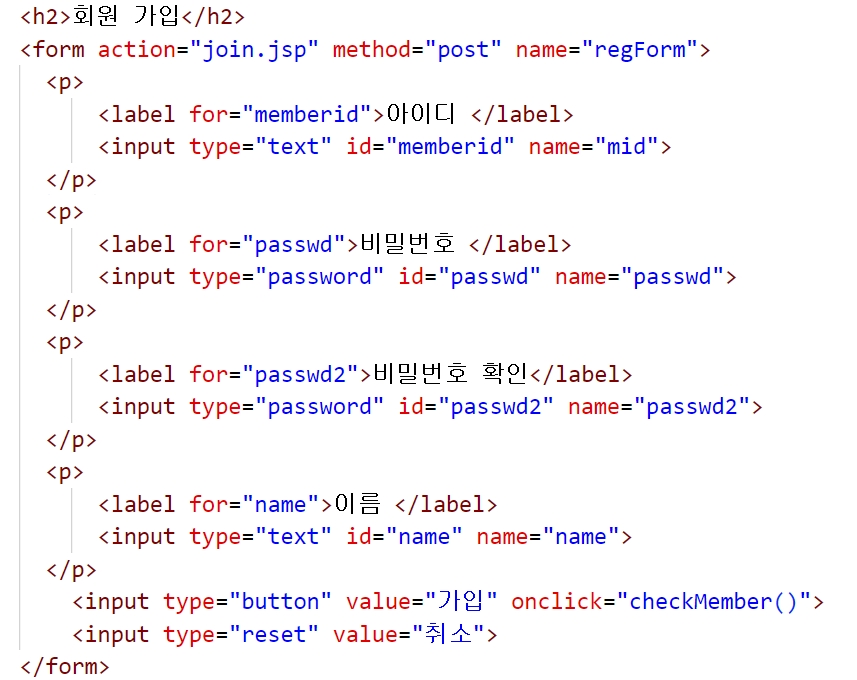 <h2>회원 가입</h2>
<form action="join.jsp" method="post" name="regForm">
<p>
<label for="memberid">아이디 </label>
<input type="text" id="memberid" name="mid">
</p>
<p>
<label for="passwd">비밀번호 </label>
<input type="password" id="passwd" name="passwd">
</p>
<p>
<label for="passwd2">비밀번호 확인</label>
<input type="password" id="passwd2" name="passwd2">
</p>
<p>
<label for="name">이름 </label>
<input type="text" id="name" name="name">
</p>
<input type="button" value="가입" onclick="checkMember()">
<input type="reset" value="취소">
</form>